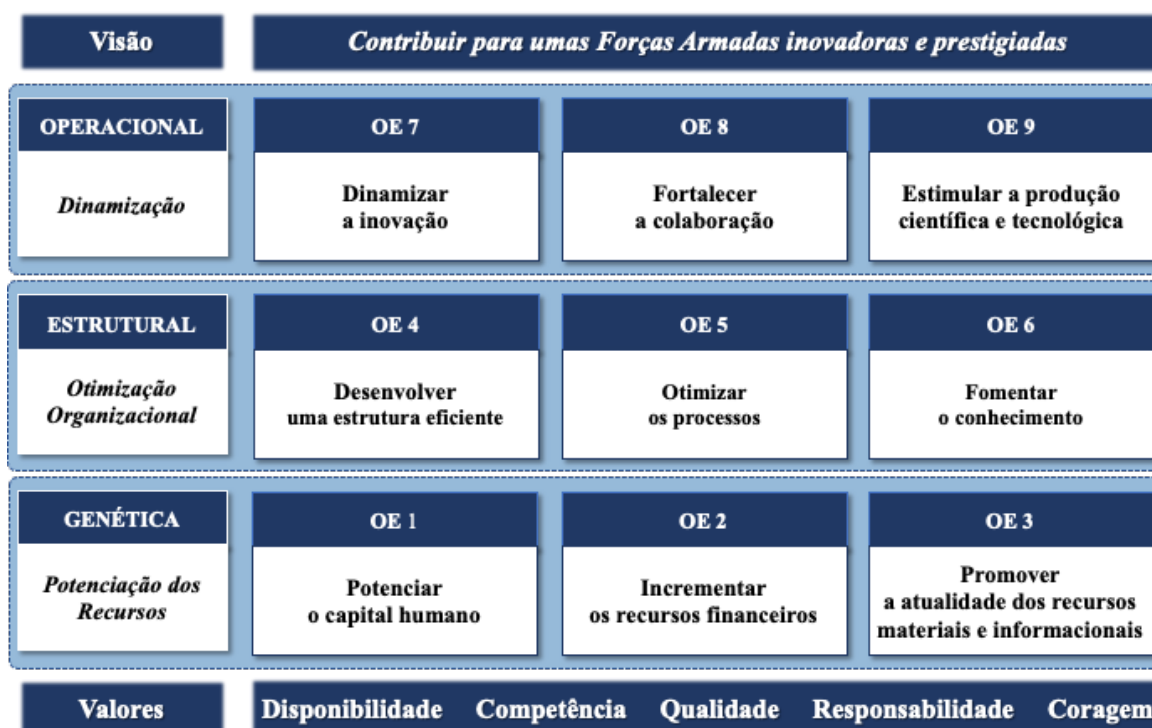 Visão
Contribuir para umas Forças Armadas inovadoras e prestigiadas
OPERACIONAL
Dinamização
OE 7
Dinamizar
a inovação
OE 8
Fortalecer
a colaboração
OE 9
Estimular a produção
científica e tecnológica
ESTRUTURAL
Otimização
Organizacional
OE 4
Desenvolver
uma estrutura eficiente
OE 5
Otimizar
os processos
OE 6
Fomentar
o conhecimento
GENÉTICA
Potenciação dos
Recursos
OE 1
Potenciar
o capital humano
OE 2
Incrementar
os recursos financeiros
OE 3
Promover
a atualidade dos recursos
materiais e informacionais
Valores
Disponibilidade Competência Qualidade Responsabilidade Coragem